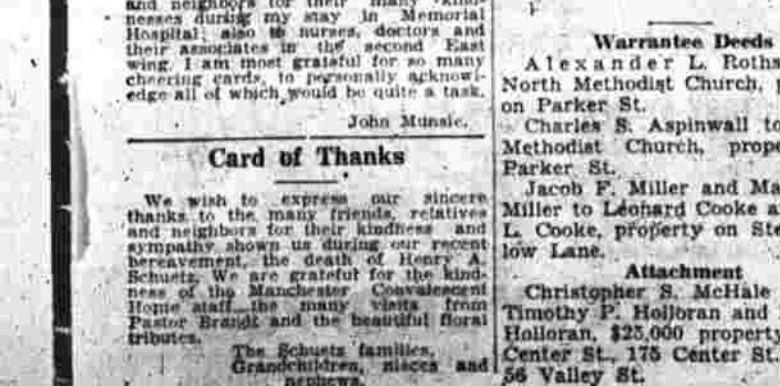 and neighbors for their many kind-
nesses during my stay in Memorial
Hospital; also to nurses, doctors and
their associates in the second East
wing. I am most grateful for so many
cheering cards, to personally acknowl-
edge all of which would be quite a task.
John Munsie.
Card of Thanks
We wish to express our sincere
thanks to the many friends, relatives
and neighbors for their kindness and
sympathy shown us during our recent
bereavement, the death of Henry A.
Schuetz. We are grateful for the kind-
ness of the Manchester Convalescent
Home staff, the many visits from
Pastor Brandt and the beautiful floral
tributes.
The Schuetz families,
Grandchildren, nieces and
nephews.
Warrantee Deeds
Alexander L. Roths
North Methodist Church,
on Parker St.
Charles S. Aspinwall to
Methodist Church, prope
Parker St.
Jacob F. Miller and Ma
Miller to Leonard Cooke a
L. Cooke, property on Ste
low Lane.
Attachment
Christopher S. McHale
Timothy P. Holloran and
Holloran, $25,000 property
Center St., 175 Center St.
56 Valley St.